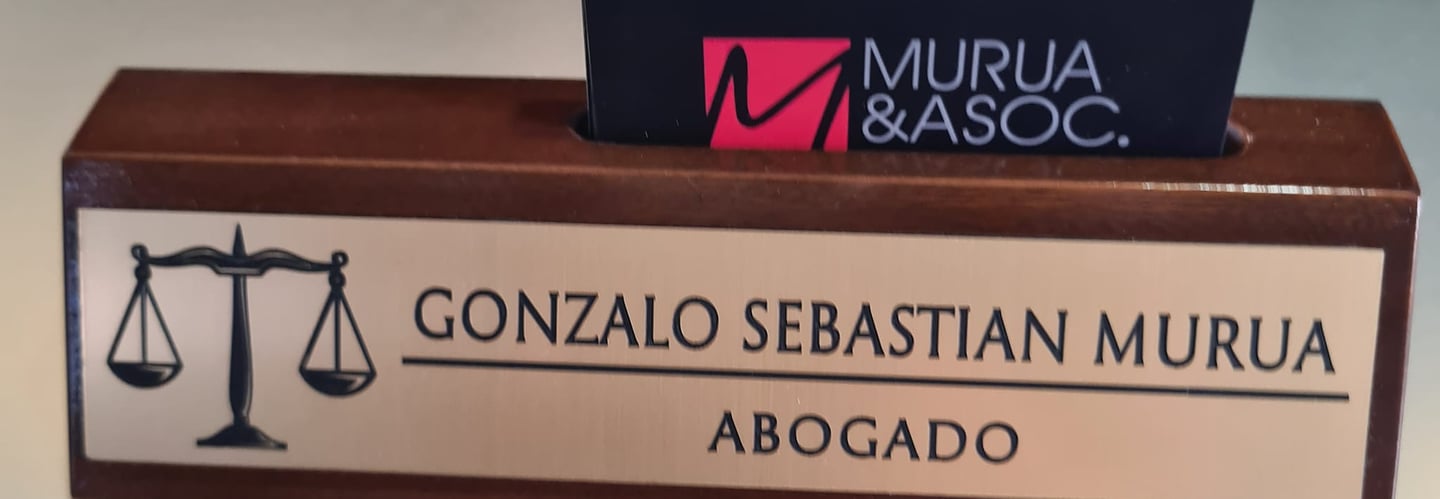 MURUA
&ASOC.
GONZALO SEBASTIAN MURUA
ABOGADO